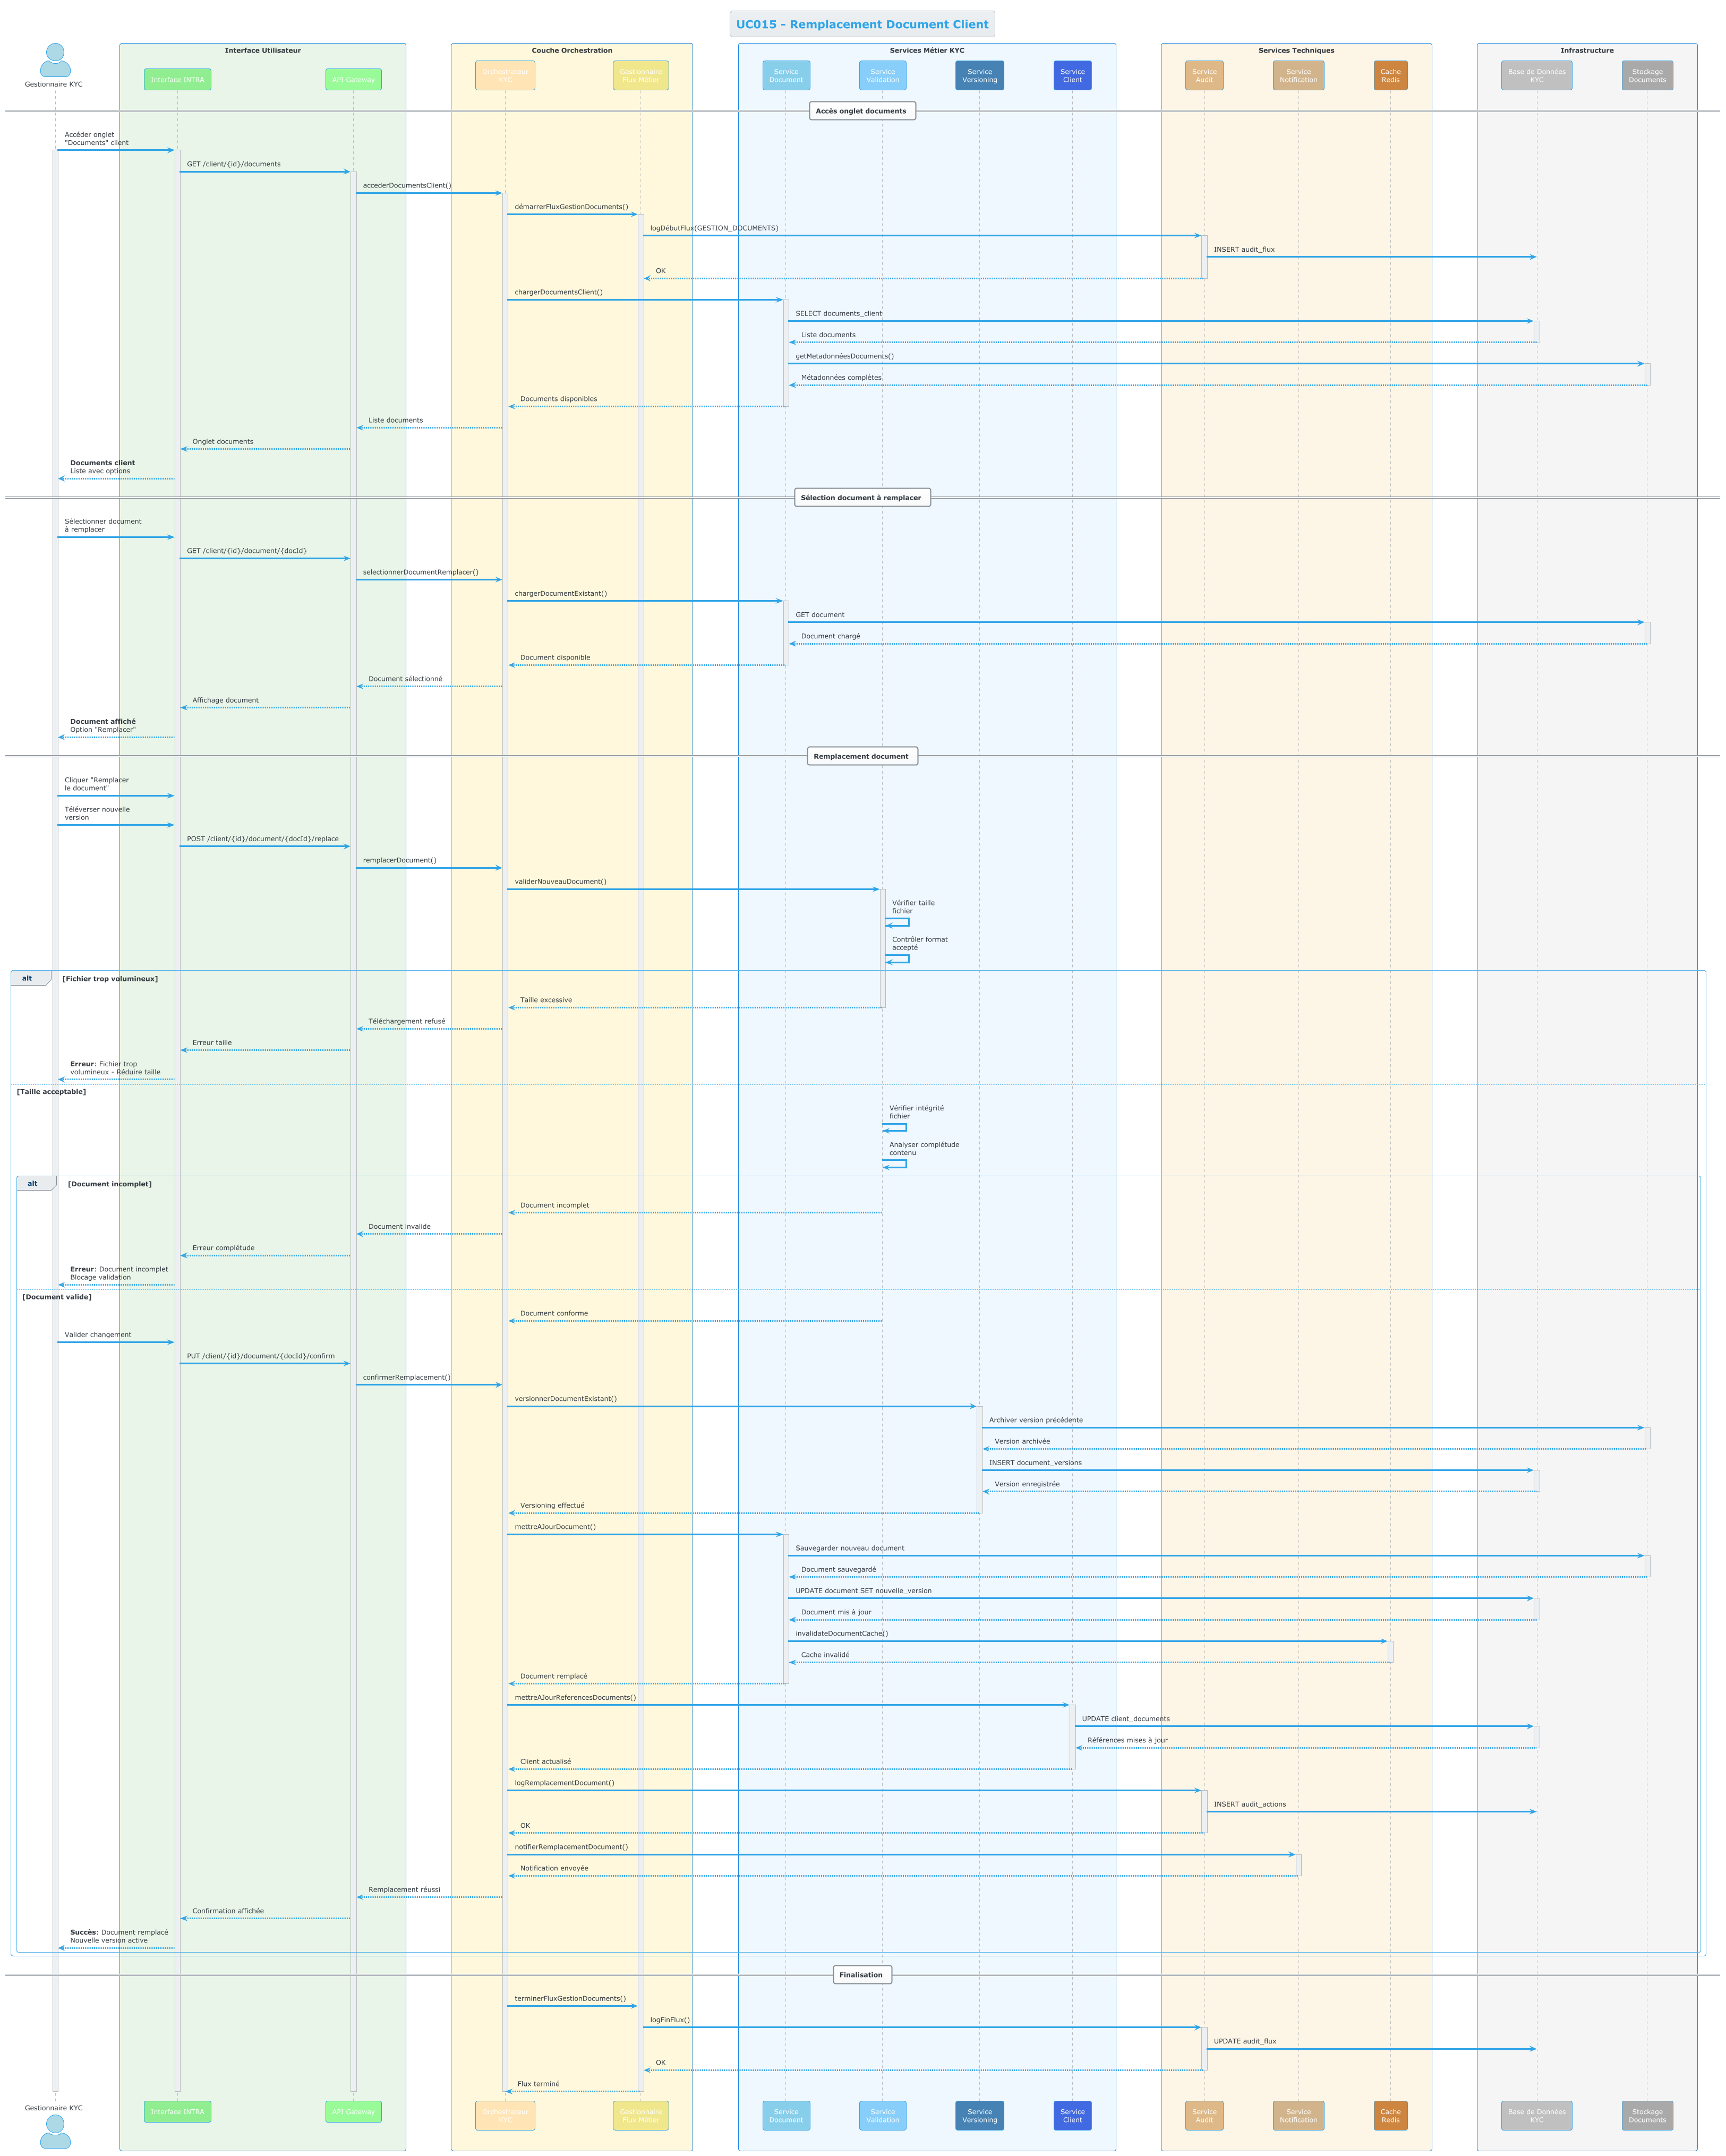 UC015 - Remplacement Document Client
Interface Utilisateur
Couche Orchestration
Services Métier KYC
Services Techniques
Infrastructure
Gestionnaire KYC
Interface INTRA
API Gateway
Orchestrateur
KYC
Gestionnaire
Flux Métier
Service
Document
Service
Validation
Service
Versioning
Service
Client
Service
Audit
Service
Notification
Cache
Redis
Base de Données
KYC
Stockage
Documents
Accès onglet documents
Accéder onglet
"Documents" client
GET /client/{id}/documents
accederDocumentsClient()
démarrerFluxGestionDocuments()
logDébutFlux(GESTION_DOCUMENTS)
INSERT audit_flux
OK
chargerDocumentsClient()
SELECT documents_client
Liste documents
getMetadonnéesDocuments()
Métadonnées complètes
Documents disponibles
Liste documents
Onglet documents
Documents client
Liste avec options
Sélection document à remplacer
Sélectionner document
à remplacer
GET /client/{id}/document/{docId}
selectionnerDocumentRemplacer()
chargerDocumentExistant()
GET document
Document chargé
Document disponible
Document sélectionné
Affichage document
Document affiché
Option "Remplacer"
Remplacement document
Cliquer "Remplacer
le document"
Téléverser nouvelle
version
POST /client/{id}/document/{docId}/replace
remplacerDocument()
validerNouveauDocument()
Vérifier taille
fichier
Contrôler format
accepté
alt [Fichier trop volumineux]
Taille excessive
Téléchargement refusé
Erreur taille
Erreur: Fichier trop
volumineux - Réduire taille
[Taille acceptable]
Vérifier intégrité
fichier
Analyser complétude
contenu
alt [Document incomplet]
Document incomplet
Document invalide
Erreur complétude
Erreur: Document incomplet
Blocage validation
[Document valide]
Document conforme
Valider changement
PUT /client/{id}/document/{docId}/confirm
confirmerRemplacement()
versionnerDocumentExistant()
Archiver version précédente
Version archivée
INSERT document_versions
Version enregistrée
Versioning effectué
mettreAJourDocument()
Sauvegarder nouveau document
Document sauvegardé
UPDATE document SET nouvelle_version
Document mis à jour
invalidateDocumentCache()
Cache invalidé
Document remplacé
mettreAJourReferencesDocuments()
UPDATE client_documents
Références mises à jour
Client actualisé
logRemplacementDocument()
INSERT audit_actions
OK
notifierRemplacementDocument()
Notification envoyée
Remplacement réussi
Confirmation affichée
Succès: Document remplacé
Nouvelle version active
Finalisation
terminerFluxGestionDocuments()
logFinFlux()
UPDATE audit_flux
OK
Flux terminé
Gestionnaire KYC
Interface INTRA
API Gateway
Orchestrateur
KYC
Gestionnaire
Flux Métier
Service
Document
Service
Validation
Service
Versioning
Service
Client
Service
Audit
Service
Notification
Cache
Redis
Base de Données
KYC
Stockage
Documents